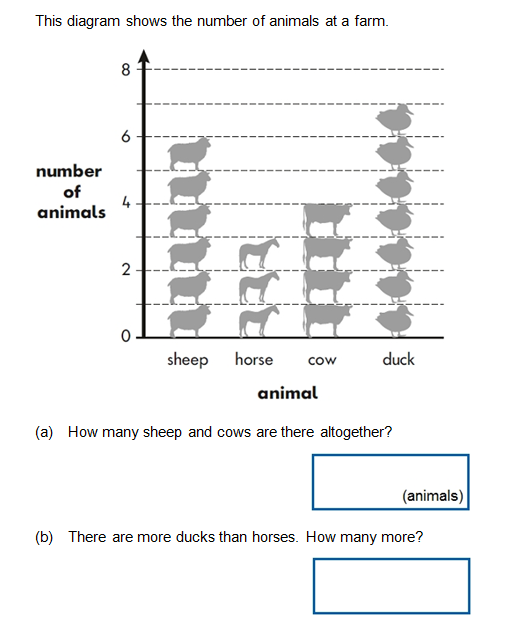 This diagram shows the number of animals at a farm.
8
6
number
of
animals
4
2
0
sheep horse cow duck
animal
(a) How many sheep and cows are there altogether?
(animals)
(b) There are more ducks than horses. How many more?